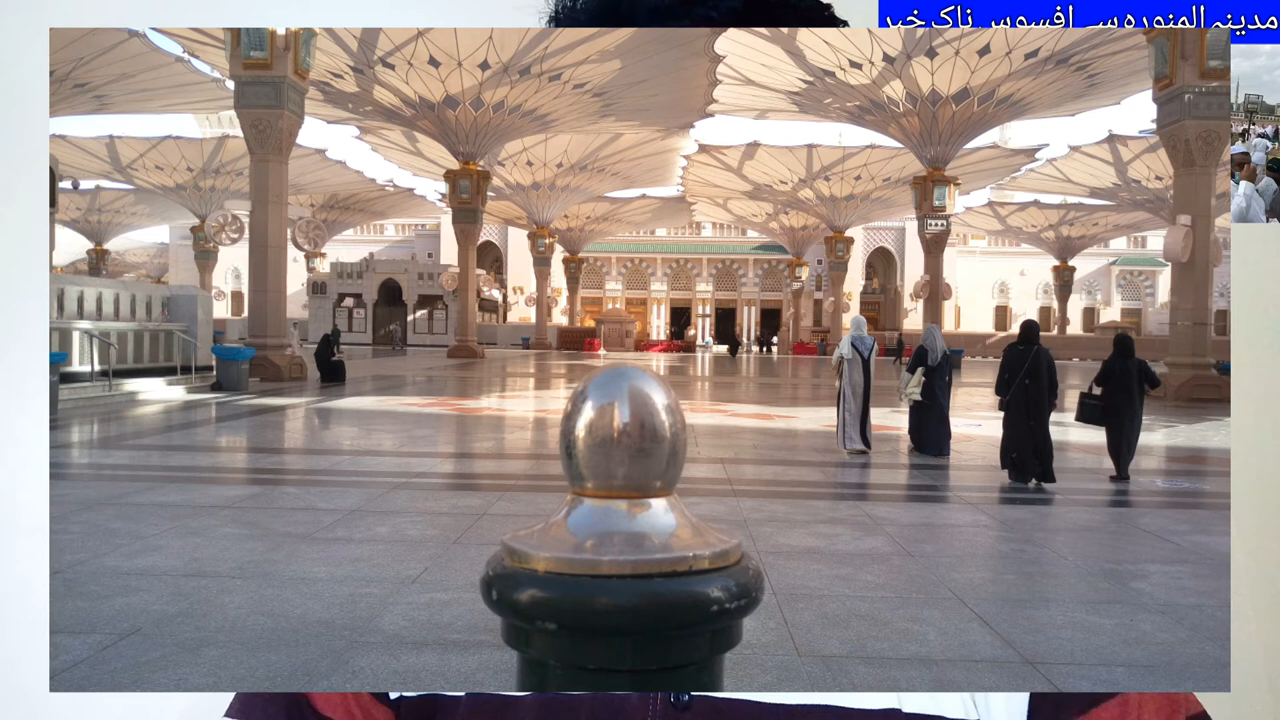 مدینہ المنورہ سے افسوس ناک خبر